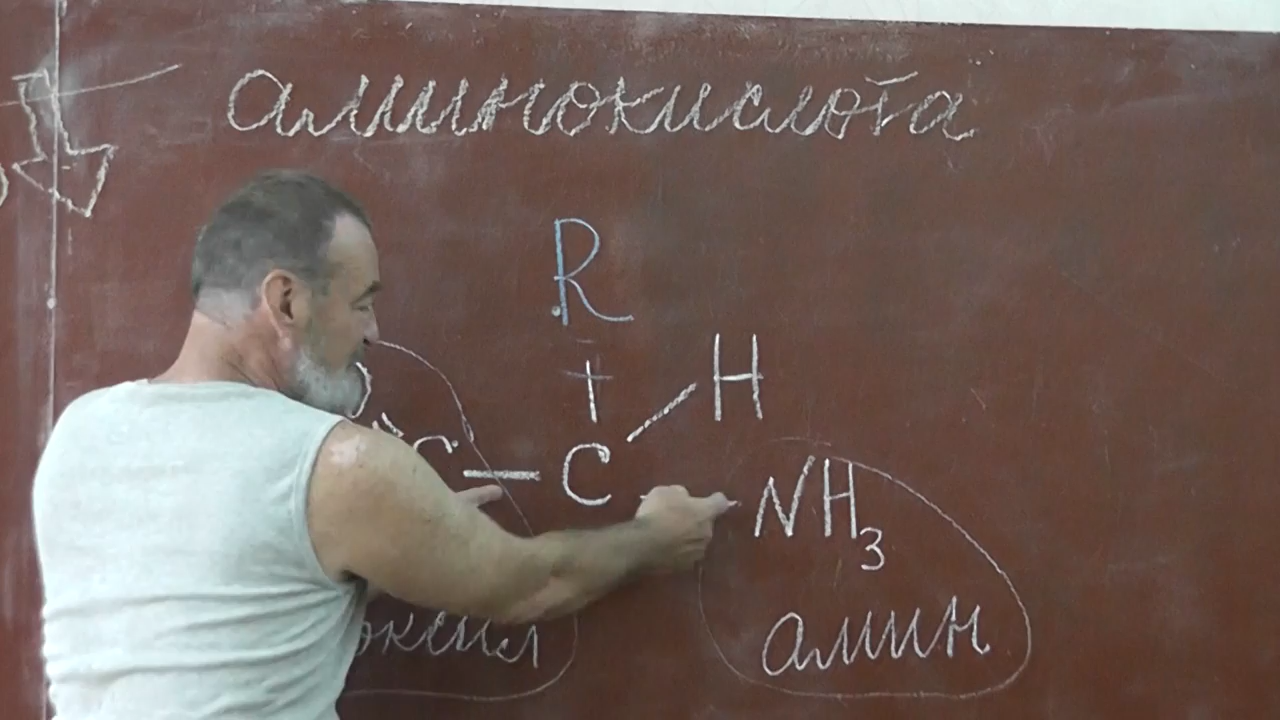 аминокислота
R
H
C — C
NH₃
амин